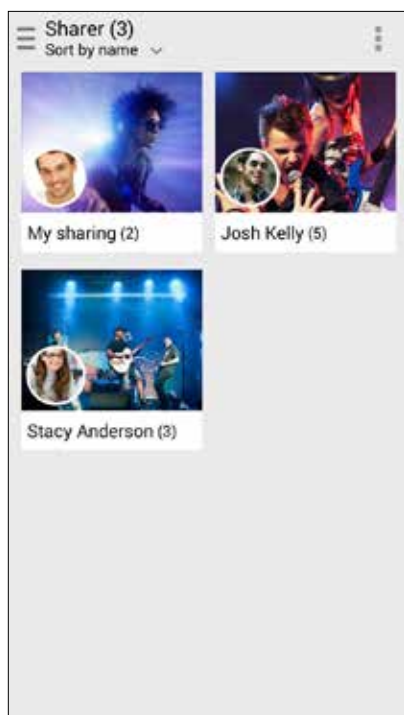 Sharer (3)
Sort by name
My sharing (2)
Josh Kelly (5)
Stacy Anderson (3)